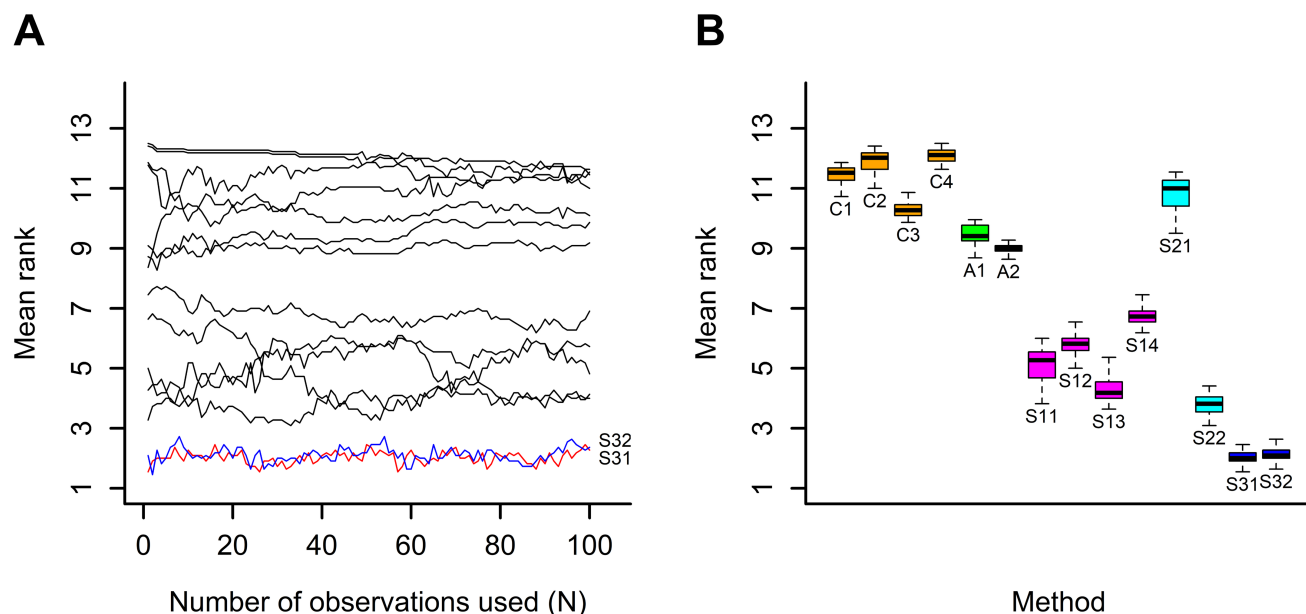 A
Mean rank
13
11
9
7
5
3
1
S32
S31
0 20 40 60 80 100
Number of observations used (N)
B
Mean rank
13
11
9
7
5
3
1
C1
C2
C3
C4
A1
A2
S11
S12
S13
S14
S21
S22
S31
S32
Method